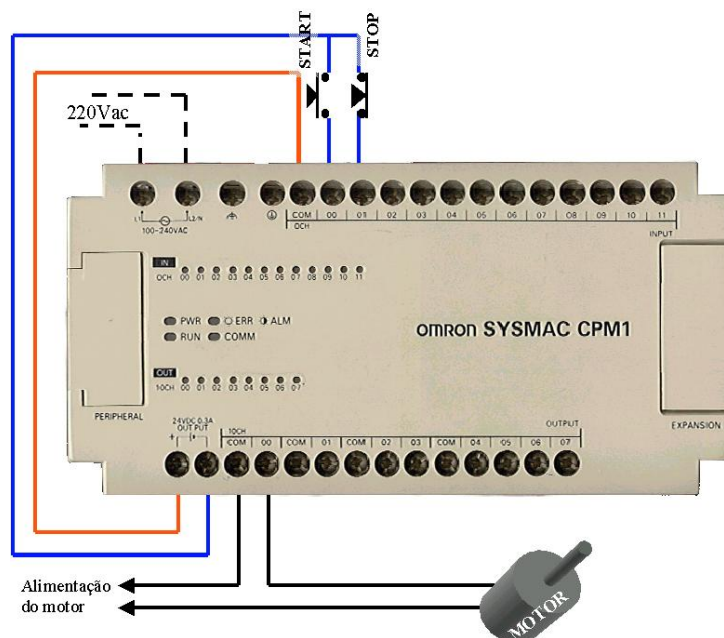 START
STOP
220Vac
L1
L2/N
100-240VAC
COM 00 01 02 03 04 05 06 07 08 09 10 11
0CH
INPUT
IN
0CH 00 01 02 03 04 05 06 07 08 09 10 11
PWR ERR ALM
RUN COMM
omron SYSMAC CPM1
OUT
10CH 00 01 02 03 04 05 06 07
PERIPHERAL
EXPANSION
24VDC 0.3A
OUTPUT
+ -
10CH
OUTPUT
COM 00 COM 01 COM 02 03 COM 04 05 06 07
Alimentação
do motor
MOTOR